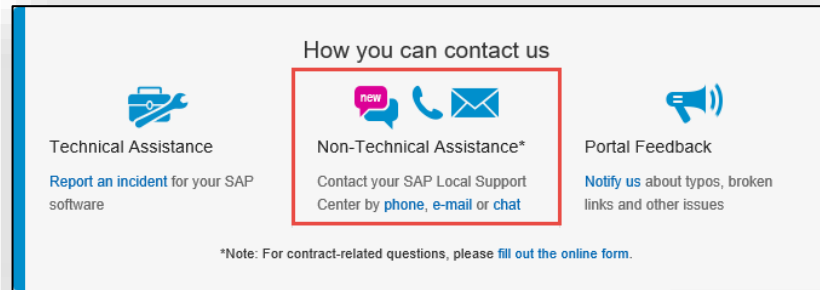 How you can contact us
new
Technical Assistance
Report an incident for your SAP
software
Non-Technical Assistance*
Contact your SAP Local Support
Center by phone, e-mail or chat
Portal Feedback
Notify us about typos, broken
links and other issues
*Note: For contract-related questions, please fill out the online form.